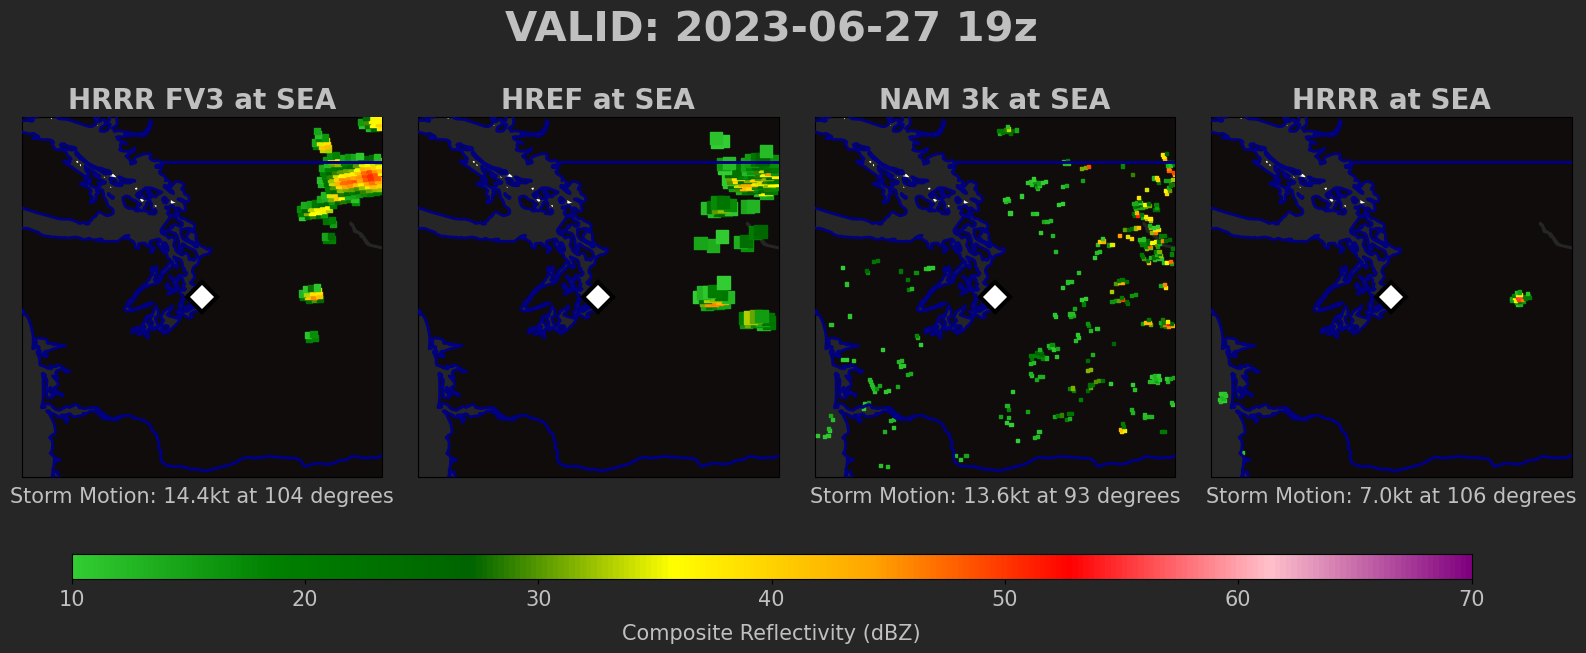 VALID: 2023-06-27 19z
HRRR FV3 at SEA
HREF at SEA
NAM 3k at SEA
HRRR at SEA
Storm Motion: 14.4kt at 104 degrees
Storm Motion: 13.6kt at 93 degrees
Storm Motion: 7.0kt at 106 degrees
10 20 30 40 50 60 70
Composite Reflectivity (dBZ)